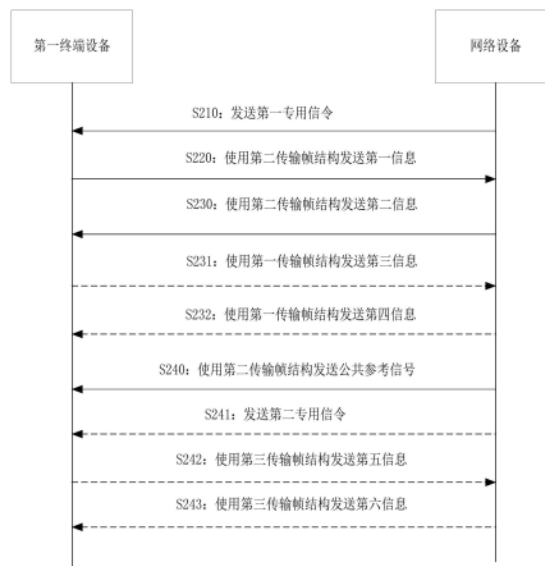 第一终端设备
网络设备
S210：发送第一专用信令
S220：使用第二传输帧结构发送第一信息
S230：使用第二传输帧结构发送第二信息
S231：使用第一传输帧结构发送第三信息
S232：使用第一传输帧结构发送第四信息
S240：使用第二传输帧结构发送公共参考信号
S241：发送第二专用信令
S242：使用第三传输帧结构发送第五信息
S243：使用第三传输帧结构发送第六信息